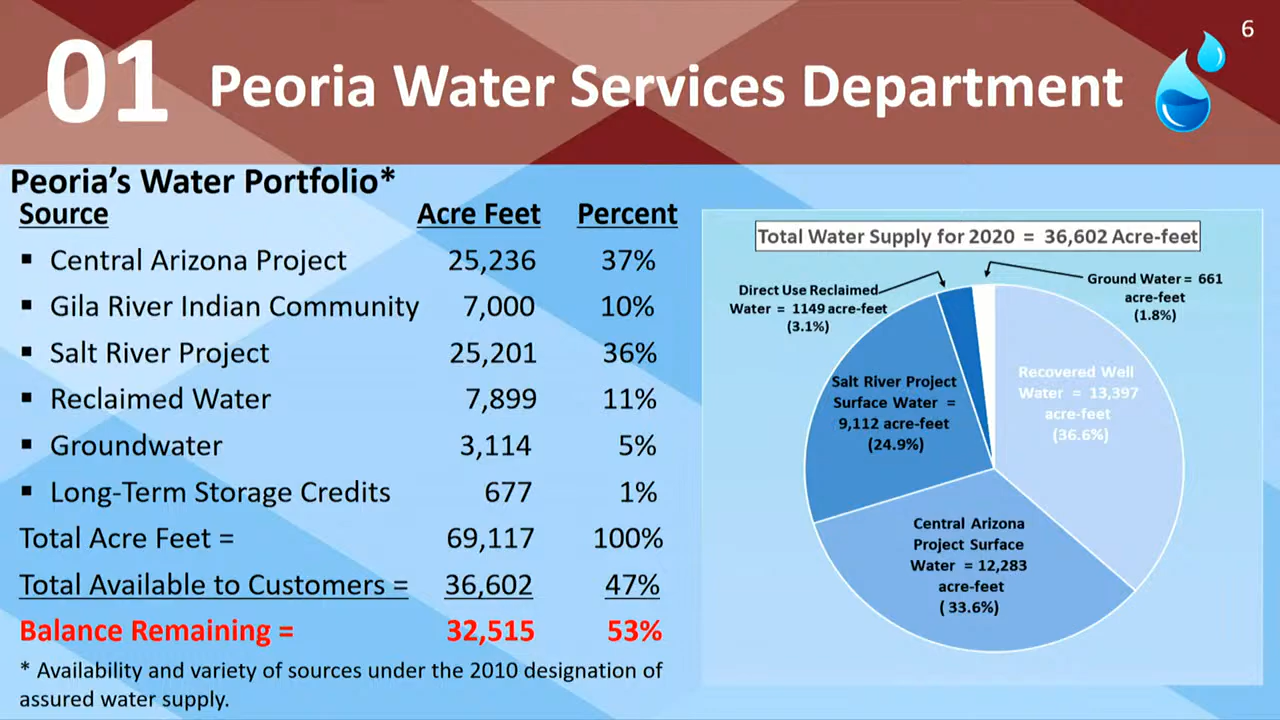 6
01 Peoria Water Services Department
Peoria's Water Portfolio*
Source Acre Feet Percent
▪ Central Arizona Project 25,236 37%
▪ Gila River Indian Community 7,000 10%
▪ Salt River Project 25,201 36%
▪ Reclaimed Water 7,899 11%
▪ Groundwater 3,114 5%
▪ Long-Term Storage Credits 677 1%
Total Acre Feet = 69,117 100%
Total Available to Customers = 36,602 47%
Balance Remaining = 32,515 53%
* Availability and variety of sources under the 2010 designation of
assured water supply.
Total Water Supply for 2020 = 36,602 Acre-feet
Direct Use Reclaimed
Water = 1149 acre-feet
(3.1%)
Ground Water = 661
acre-feet
(1.8%)
Salt River Project
Surface Water =
9,112 acre-feet
(24.9%)
Recovered Well
Water = 13,397
acre-feet
(36.6%)
Central Arizona
Project Surface
Water = 12,283
acre-feet
( 33.6%)